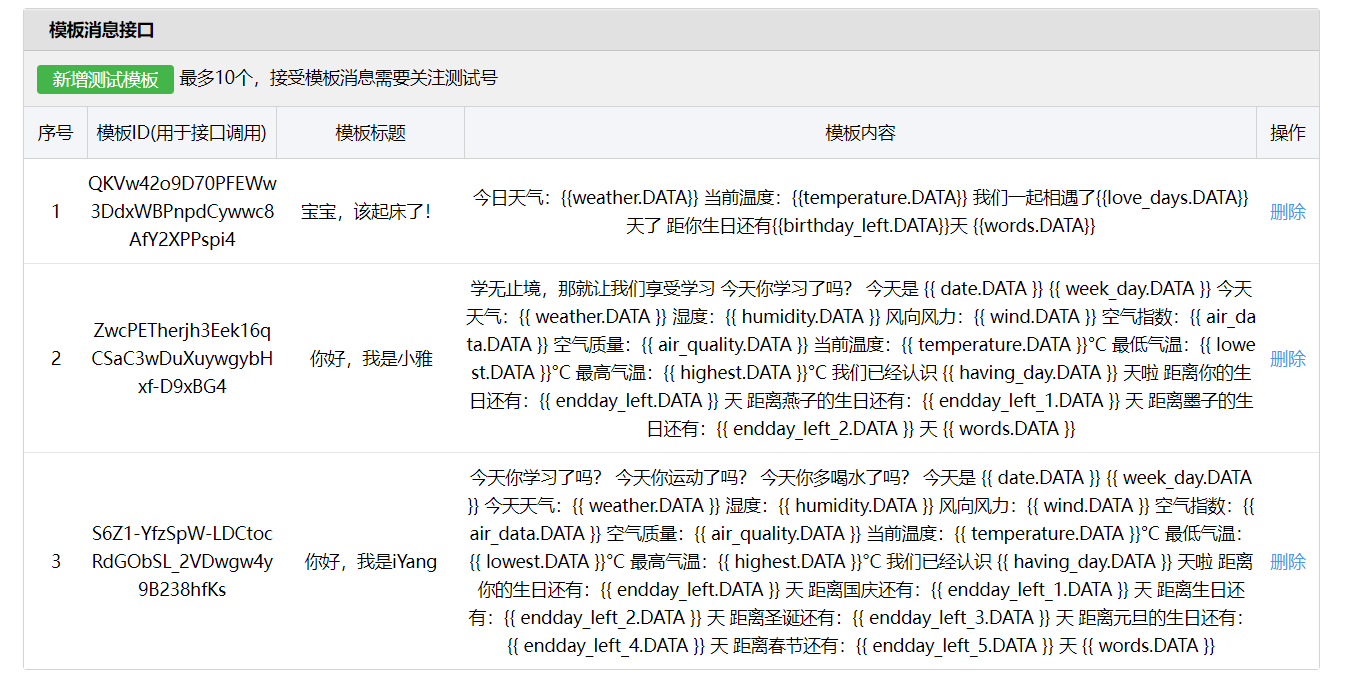 模板消息接口
新增测试模板 最多10个，接受模板消息需要关注测试号
序号 模板ID(用于接口调用) 模板标题 模板内容 操作
1
QKVw42o9D70PFEWw
3DdxWBPnpdCywwc8
AfY2XPPspi4
宝宝，该起床了！
今日天气：{{weather.DATA}} 当前温度：{{temperature.DATA}} 我们一起相遇了{{love_days.DATA}}
天了 距你生日还有{{birthday_left.DATA}}天 {{words.DATA}}
删除
2
ZwcPETherjh3Eek16q
CSaC3wDuXuywgybH
xf-D9xBG4
你好，我是小雅
学无止境，那就让我们享受学习 今天你学习了吗？ 今天是 {{ date.DATA }} {{ week_day.DATA }} 今天
天气：{{ weather.DATA }} 湿度：{{ humidity.DATA }} 风向风力：{{ wind.DATA }} 空气指数：{{ air_da
ta.DATA }} 空气质量：{{ air_quality.DATA }} 当前温度：{{ temperature.DATA }}°C 最低气温：{{ lowe
st.DATA }}°C 最高气温：{{ highest.DATA }}°C 我们已经认识 {{ having_day.DATA }} 天啦 距离你的生
日还有：{{ endday_left.DATA }} 天 距离燕子的生日还有：{{ endday_left_1.DATA }} 天 距离墨子的生
日还有：{{ endday_left_2.DATA }} 天 {{ words.DATA }}
删除
3
S6Z1-YfzSpW-LDCtoc
RdGObSL_2VDwgw4y
9B238hfKs
你好，我是iYang
今天你学习了吗？ 今天你运动了吗？ 今天你多喝水了吗？ 今天是 {{ date.DATA }} {{ week_day.DATA
}} 今天天气：{{ weather.DATA }} 湿度：{{ humidity.DATA }} 风向风力：{{ wind.DATA }} 空气指数：{{
air_data.DATA }} 空气质量：{{ air_quality.DATA }} 当前温度：{{ temperature.DATA }}°C 最低气温：
{{ lowest.DATA }}°C 最高气温：{{ highest.DATA }}°C 我们已经认识 {{ having_day.DATA }} 天啦 距离
你的生日还有：{{ endday_left.DATA }} 天 距离国庆还有：{{ endday_left_1.DATA }} 天 距离生日还
有：{{ endday_left_2.DATA }} 天 距离圣诞还有：{{ endday_left_3.DATA }} 天 距离元旦的生日还有：
{{ endday_left_4.DATA }} 天 距离春节还有：{{ endday_left_5.DATA }} 天 {{ words.DATA }}
删除